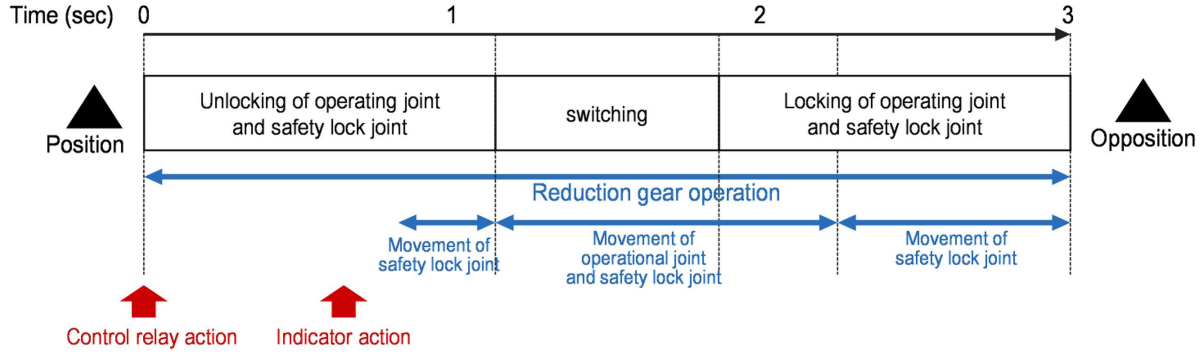 Time (sec) 0 1 2 3
Unlocking of operating joint
and safety lock joint
switching
Locking of operating joint
and safety lock joint
Position
Opposition
Reduction gear operation
Movement of
safety lock joint
Movement of
operational joint
and safety lock joint
Movement of
safety lock joint
Control relay action
Indicator action